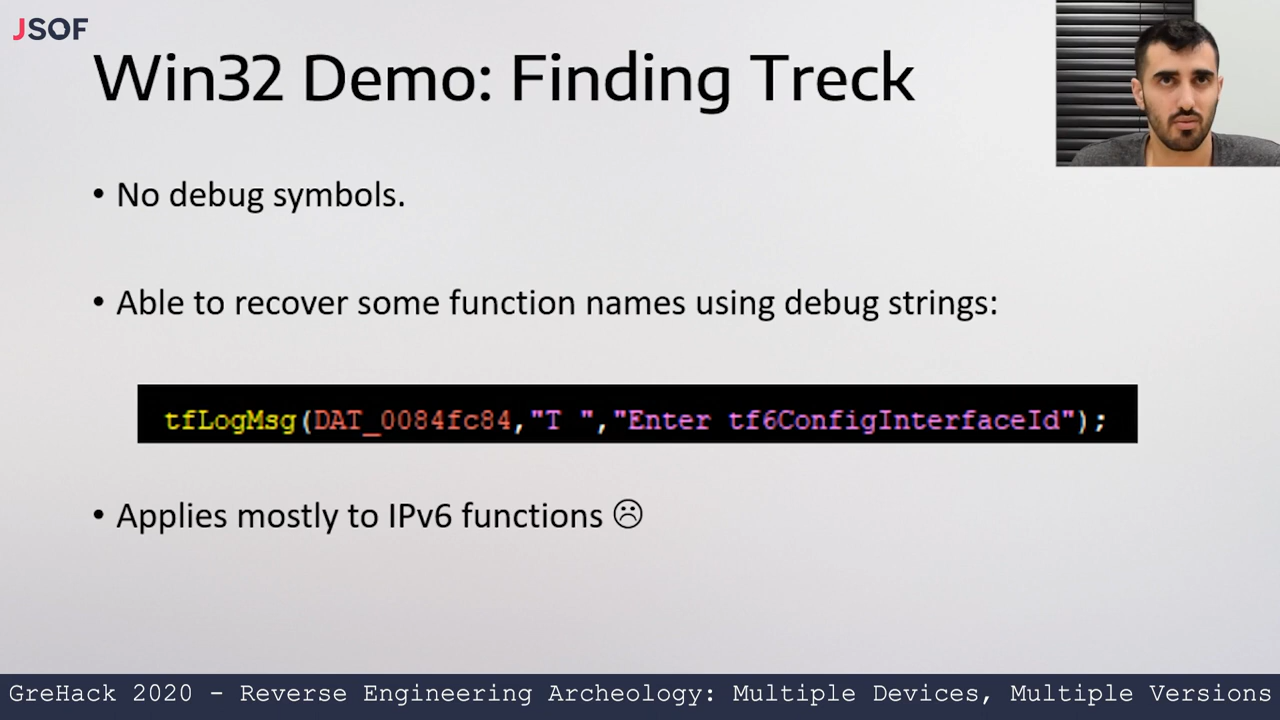 JSOF
Win32 Demo: Finding Treck
• No debug symbols.
• Able to recover some function names using debug strings:
tfLogMsg(DAT_0084fc84,"T ","Enter tf6ConfigInterfaceId");
• Applies mostly to IPv6 functions ☹
GreHack 2020 - Reverse Engineering Archeology: Multiple Devices, Multiple Versions